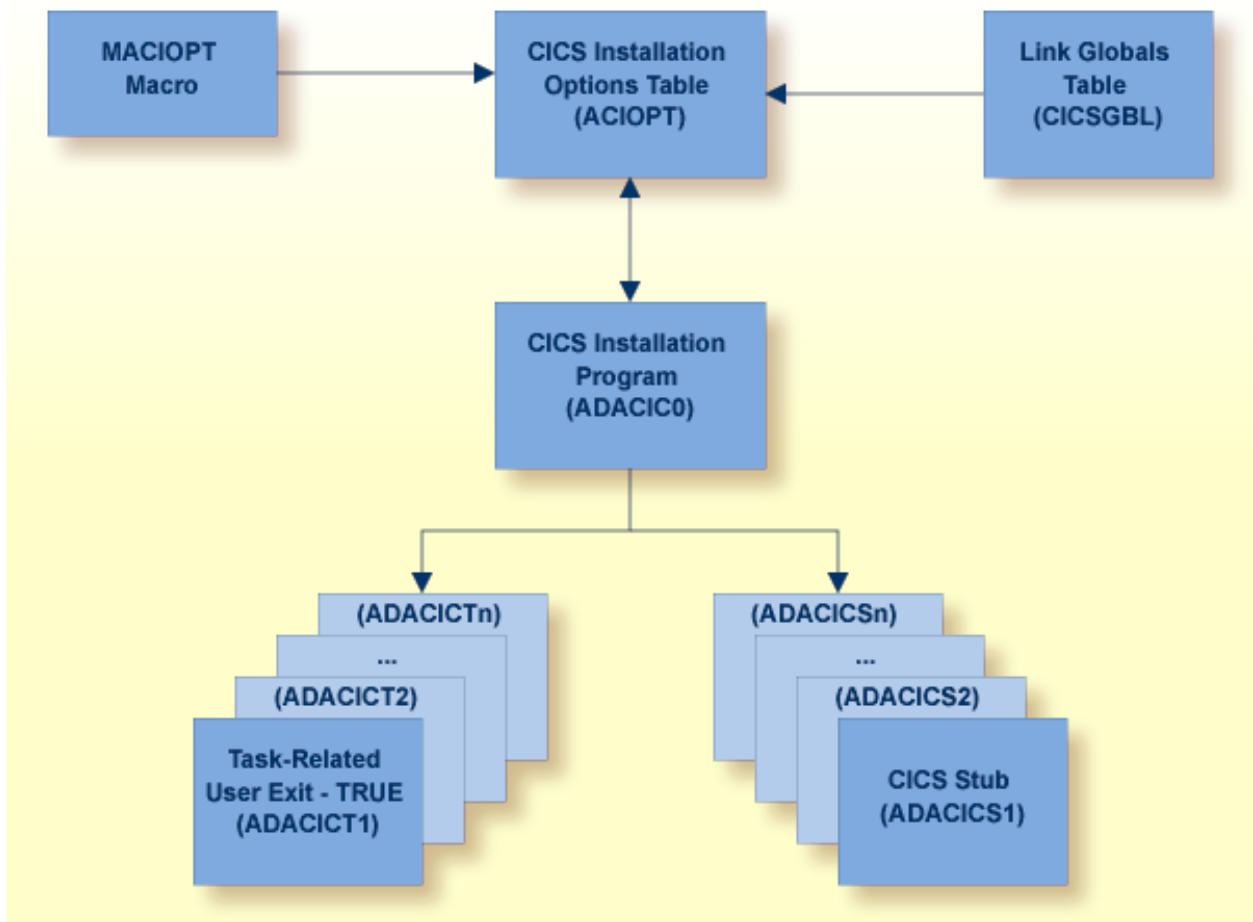 MACIOPT
Macro
CICS Installation
Options Table
(ACIOPT)
Link Globals
Table
(CICSGBL)
CICS Installation
Program
(ADACIC0)
(ADACICTn)
...
(ADACICT2)
Task-Related
User Exit - TRUE
(ADACICT1)
(ADACICSn)
...
(ADACICS2)
CICS Stub
(ADACICS1)